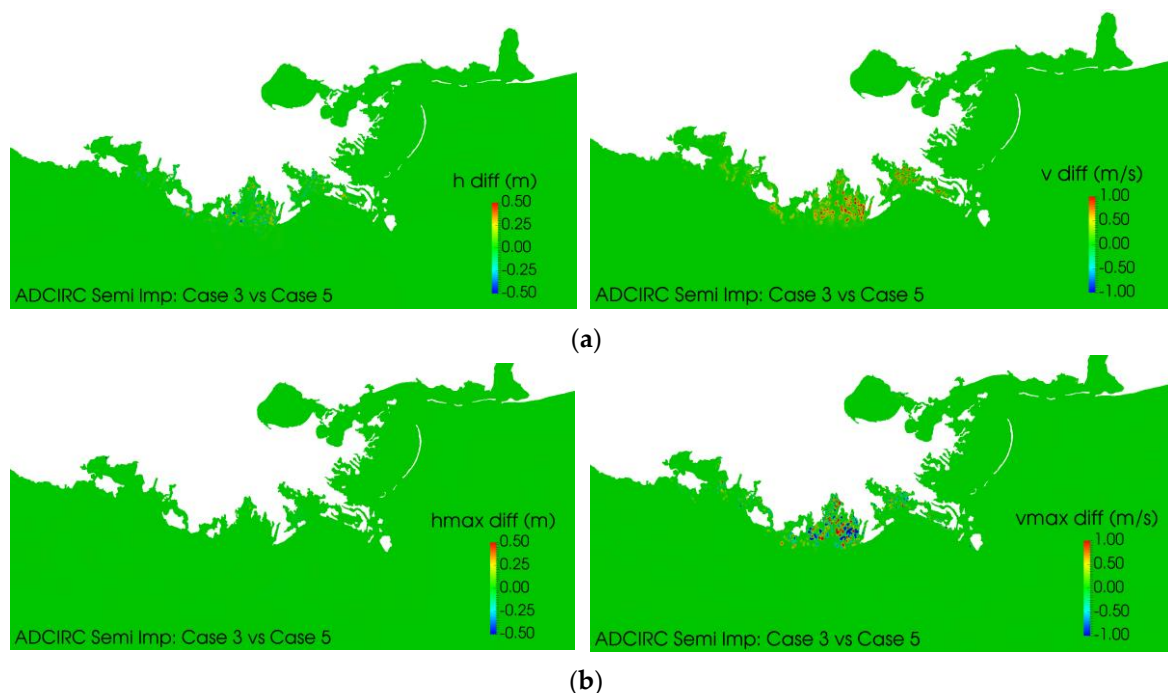 h diff (m)
0.50
0.25
0.00
-0.25
-0.50
ADCIRC Semi Imp: Case 3 vs Case 5
v diff (m/s)
1.00
0.50
0.00
-0.50
-1.00
ADCIRC Semi Imp: Case 3 vs Case 5
(a)
hmax diff (m)
0.50
0.25
0.00
-0.25
-0.50
ADCIRC Semi Imp: Case 3 vs Case 5
vmax diff (m/s)
1.00
0.50
0.00
-0.50
-1.00
ADCIRC Semi Imp: Case 3 vs Case 5
(b)